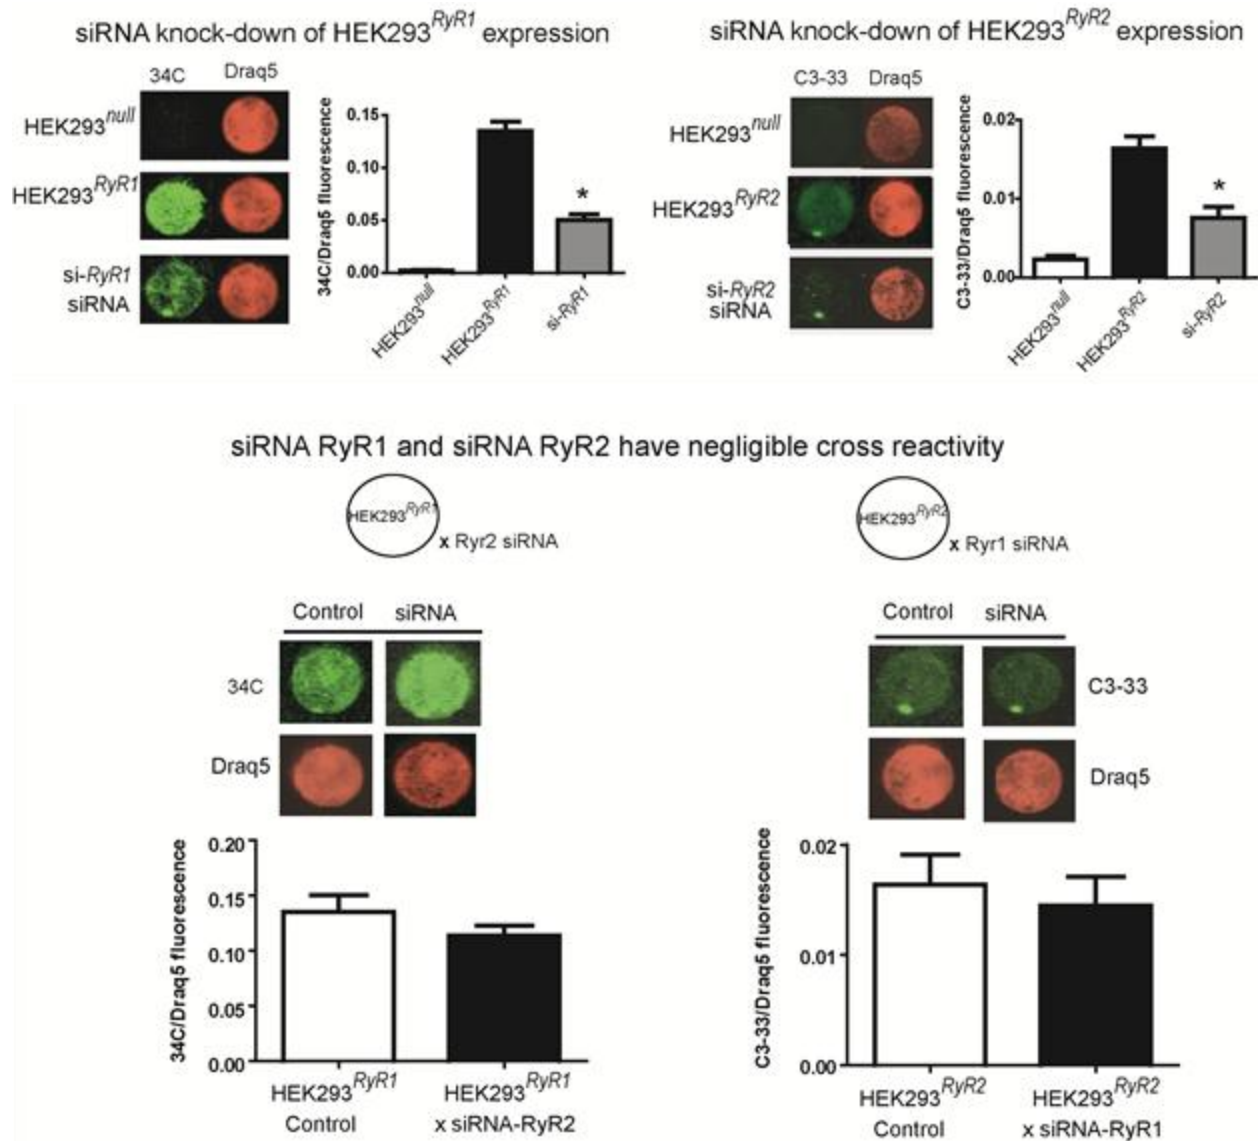 siRNA knock-down of HEK293RyR1 expression
34C Draq5
HEK293null
HEK293RyR1
si-RyR1
siRNA
34C/Draq5 fluorescence
0.15
0.10
0.05
0.00
*
HEK293null
HEK293RyR1
si-RyR1
siRNA knock-down of HEK293RyR2 expression
C3-33 Draq5
HEK293null
HEK293RyR2
si-RyR2
siRNA
C3-33/Draq5 fluorescence
0.02
0.01
0.00
*
HEK293null
HEK293RyR2
si-RyR2
siRNA RyR1 and siRNA RyR2 have negligible cross reactivity
HEK293RyR1
x Ryr2 siRNA
Control siRNA
34C
Draq5
34C/Draq5 fluorescence
0.20
0.15
0.10
0.05
0.00
HEK293RyR1 HEK293RyR1
Control x siRNA-RyR2
HEK293RyR2
x Ryr1 siRNA
Control siRNA
C3-33
Draq5
C3-33/Draq5 fluorescence
0.02
0.01
0.00
HEK293RyR2 HEK293RyR2
Control x siRNA-RyR1